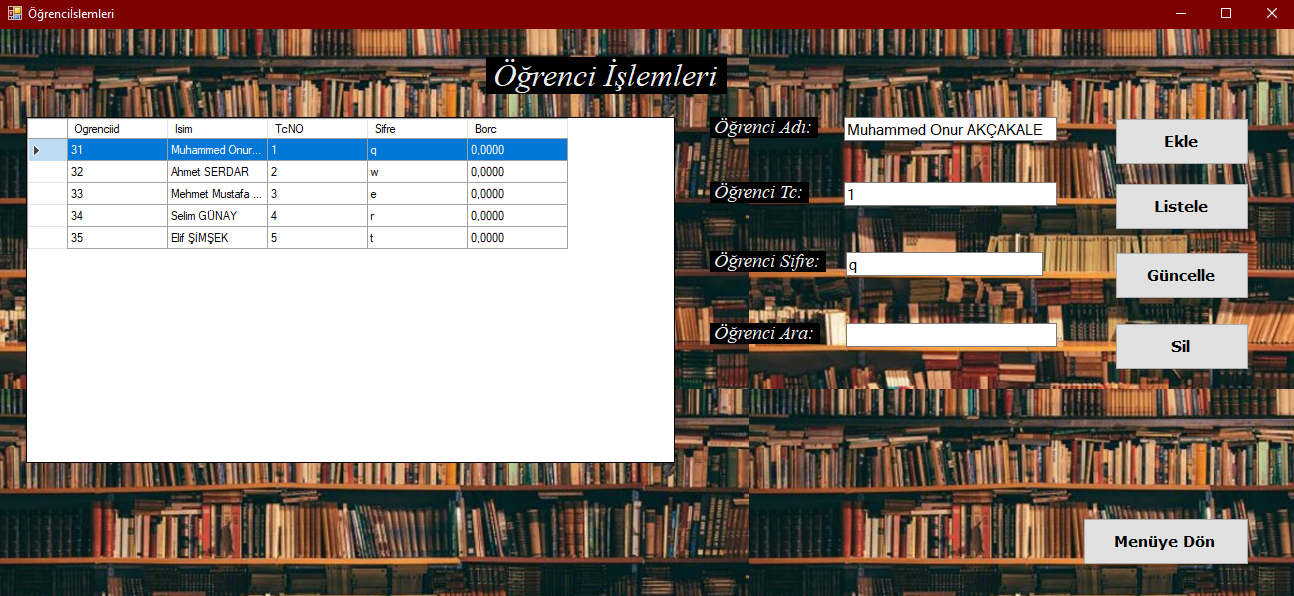 Öğrenciİslemleri
Öğrenci İşlemleri
Ogrenciid Isim TcNO Sifre Borc
31 Muhammed Onur... 1 q 0,0000
32 Ahmet SERDAR 2 w 0,0000
33 Mehmet Mustafa ... 3 e 0,0000
34 Selim GÜNAY 4 r 0,0000
35 Elif ŞİMŞEK 5 t 0,0000
Öğrenci Adı: Muhammed Onur AKÇAKALE
Ekle
Öğrenci Tc: 1
Listele
Öğrenci Sifre: q
Güncelle
Öğrenci Ara:
Sil
Menüye Dön